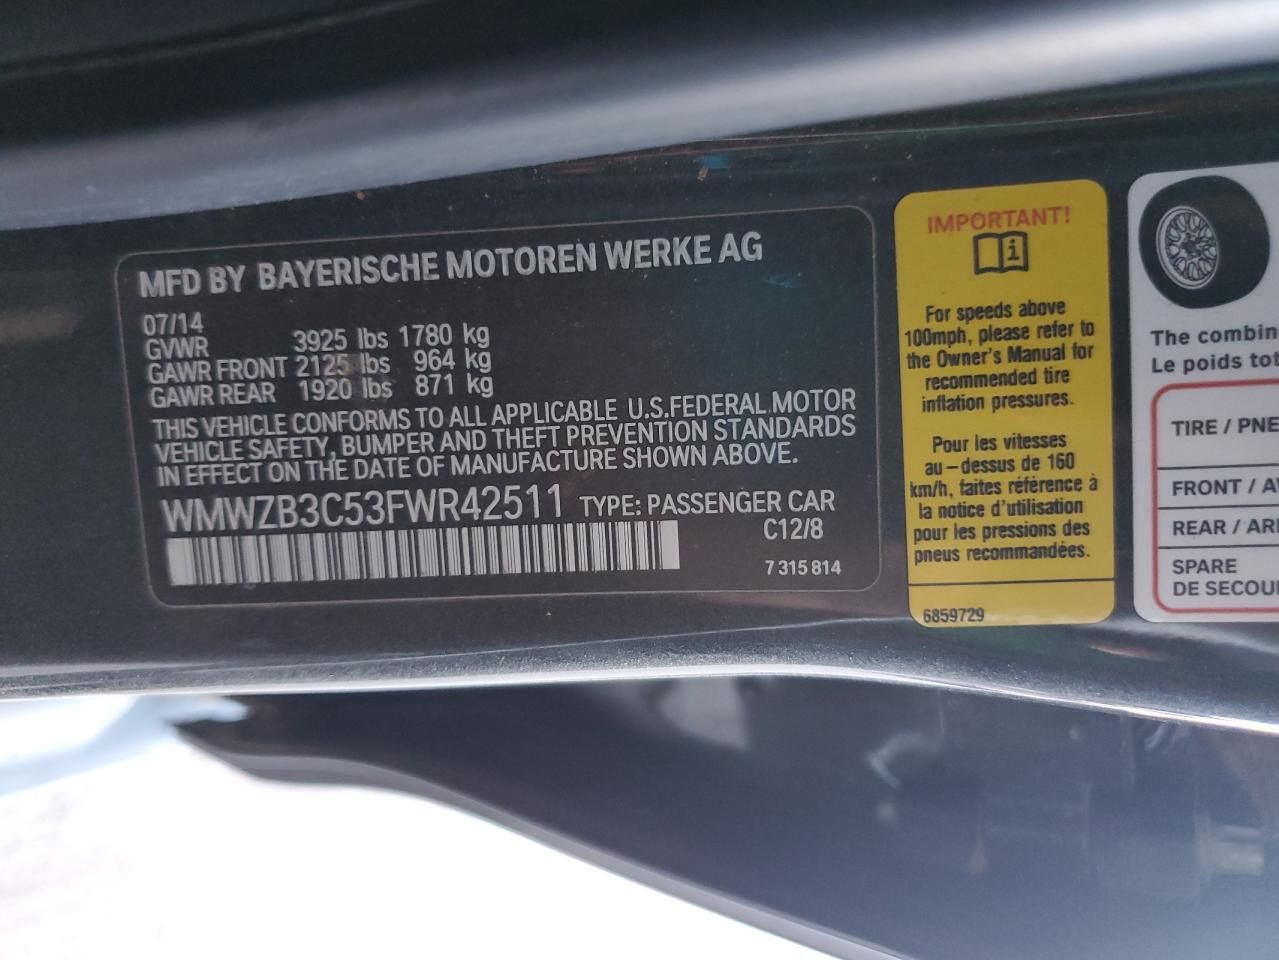 MFD BY BAYERISCHE MOTOREN WERKE AG
07/14
GVWR 3925 lbs 1780 kg
GAWR FRONT 2125 lbs 964 kg
GAWR REAR 1920 lbs 871 kg
THIS VEHICLE CONFORMS TO ALL APPLICABLE U.S.FEDERAL MOTOR
VEHICLE SAFETY, BUMPER AND THEFT PREVENTION STANDARDS
IN EFFECT ON THE DATE OF MANUFACTURE SHOWN ABOVE.
WMWZB3C53FWR42511 TYPE: PASSENGER CAR
C12/8
7 315 814
IMPORTANT!
i
For speeds above
100mph, please refer to
the Owner's Manual for
recommended tire
inflation pressures.
Pour les vitesses
au-dessus de 160
km/h, faites référence à
la notice d'utilisation
pour les pressions des
pneus recommandées.
6859729
The combin
Le poids tot
TIRE / PNE
FRONT / AV
REAR / ARR
SPARE
DE SECOU